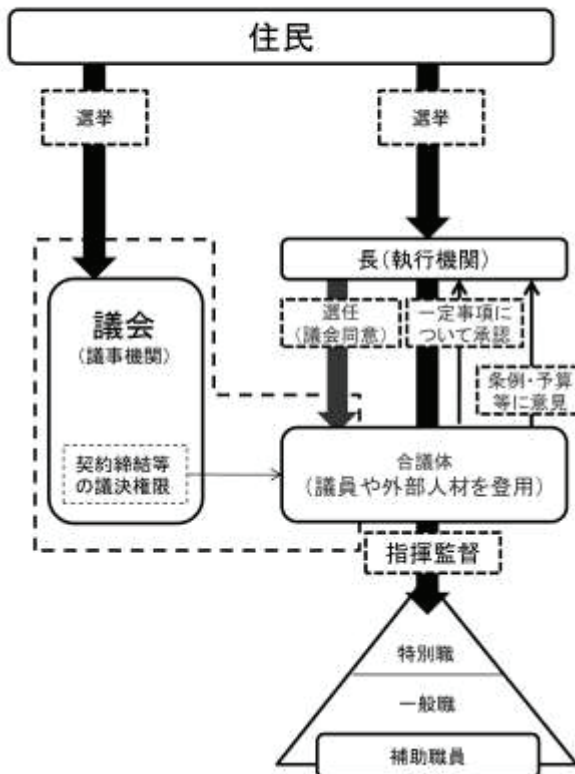 住民
選挙
選挙
長(執行機関)
議会
(議事機関)
選任
(議会同意)
一定事項に
ついて承認
条例・予算
等に意見
契約締結等
の議決権限
合議体
(議員や外部人材を登用)
指揮監督
特別職
一般職
補助職員